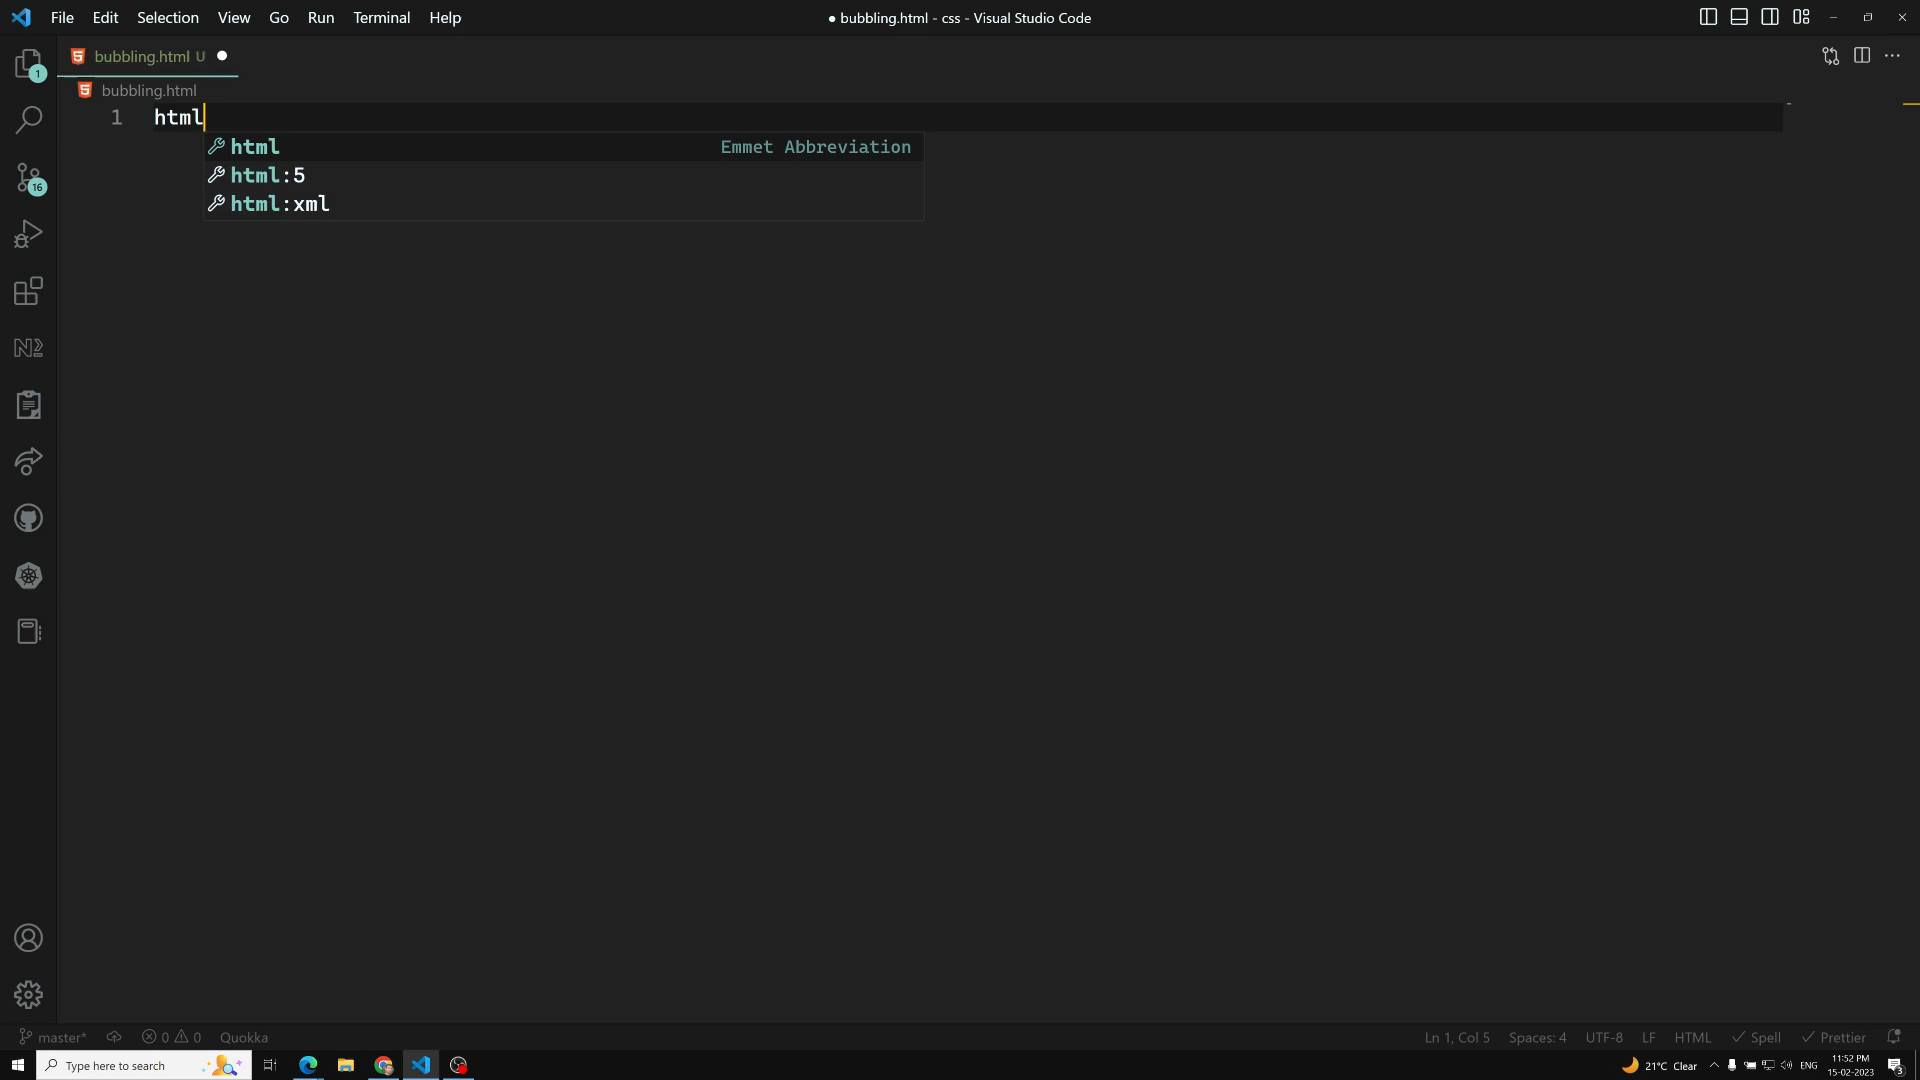 File Edit Selection View Go Run Terminal Help
● bubbling.html - css - Visual Studio Code
bubbling.html U ●
bubbling.html
1 html
html Emmet Abbreviation
html:5
html:xml
1
16
master* 0 0 Quokka
Ln 1, Col 5 Spaces: 4 UTF-8 LF HTML Spell Prettier
Type here to search
21°C Clear
ENG
11:52 PM
15-02-2023
3